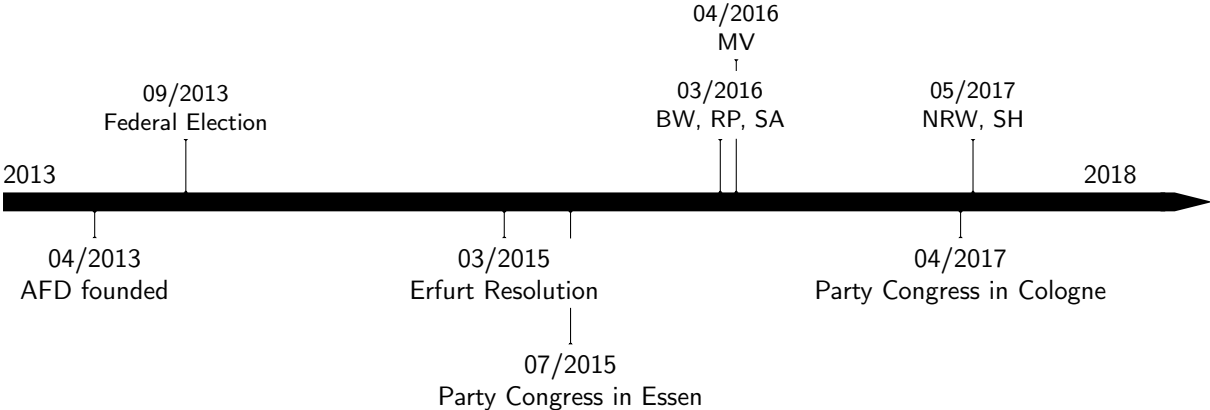 04/2016
MV
09/2013
Federal Election
03/2016
BW, RP, SA
05/2017
NRW, SH
2013
2018
04/2013
AFD founded
03/2015
Erfurt Resolution
04/2017
Party Congress in Cologne
07/2015
Party Congress in Essen